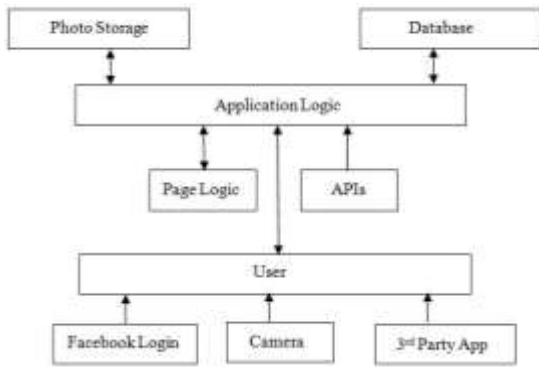 Photo Storage
Database
Application Logic
Page Logic
APIs
User
Facebook Login
Camera
3rd Party App